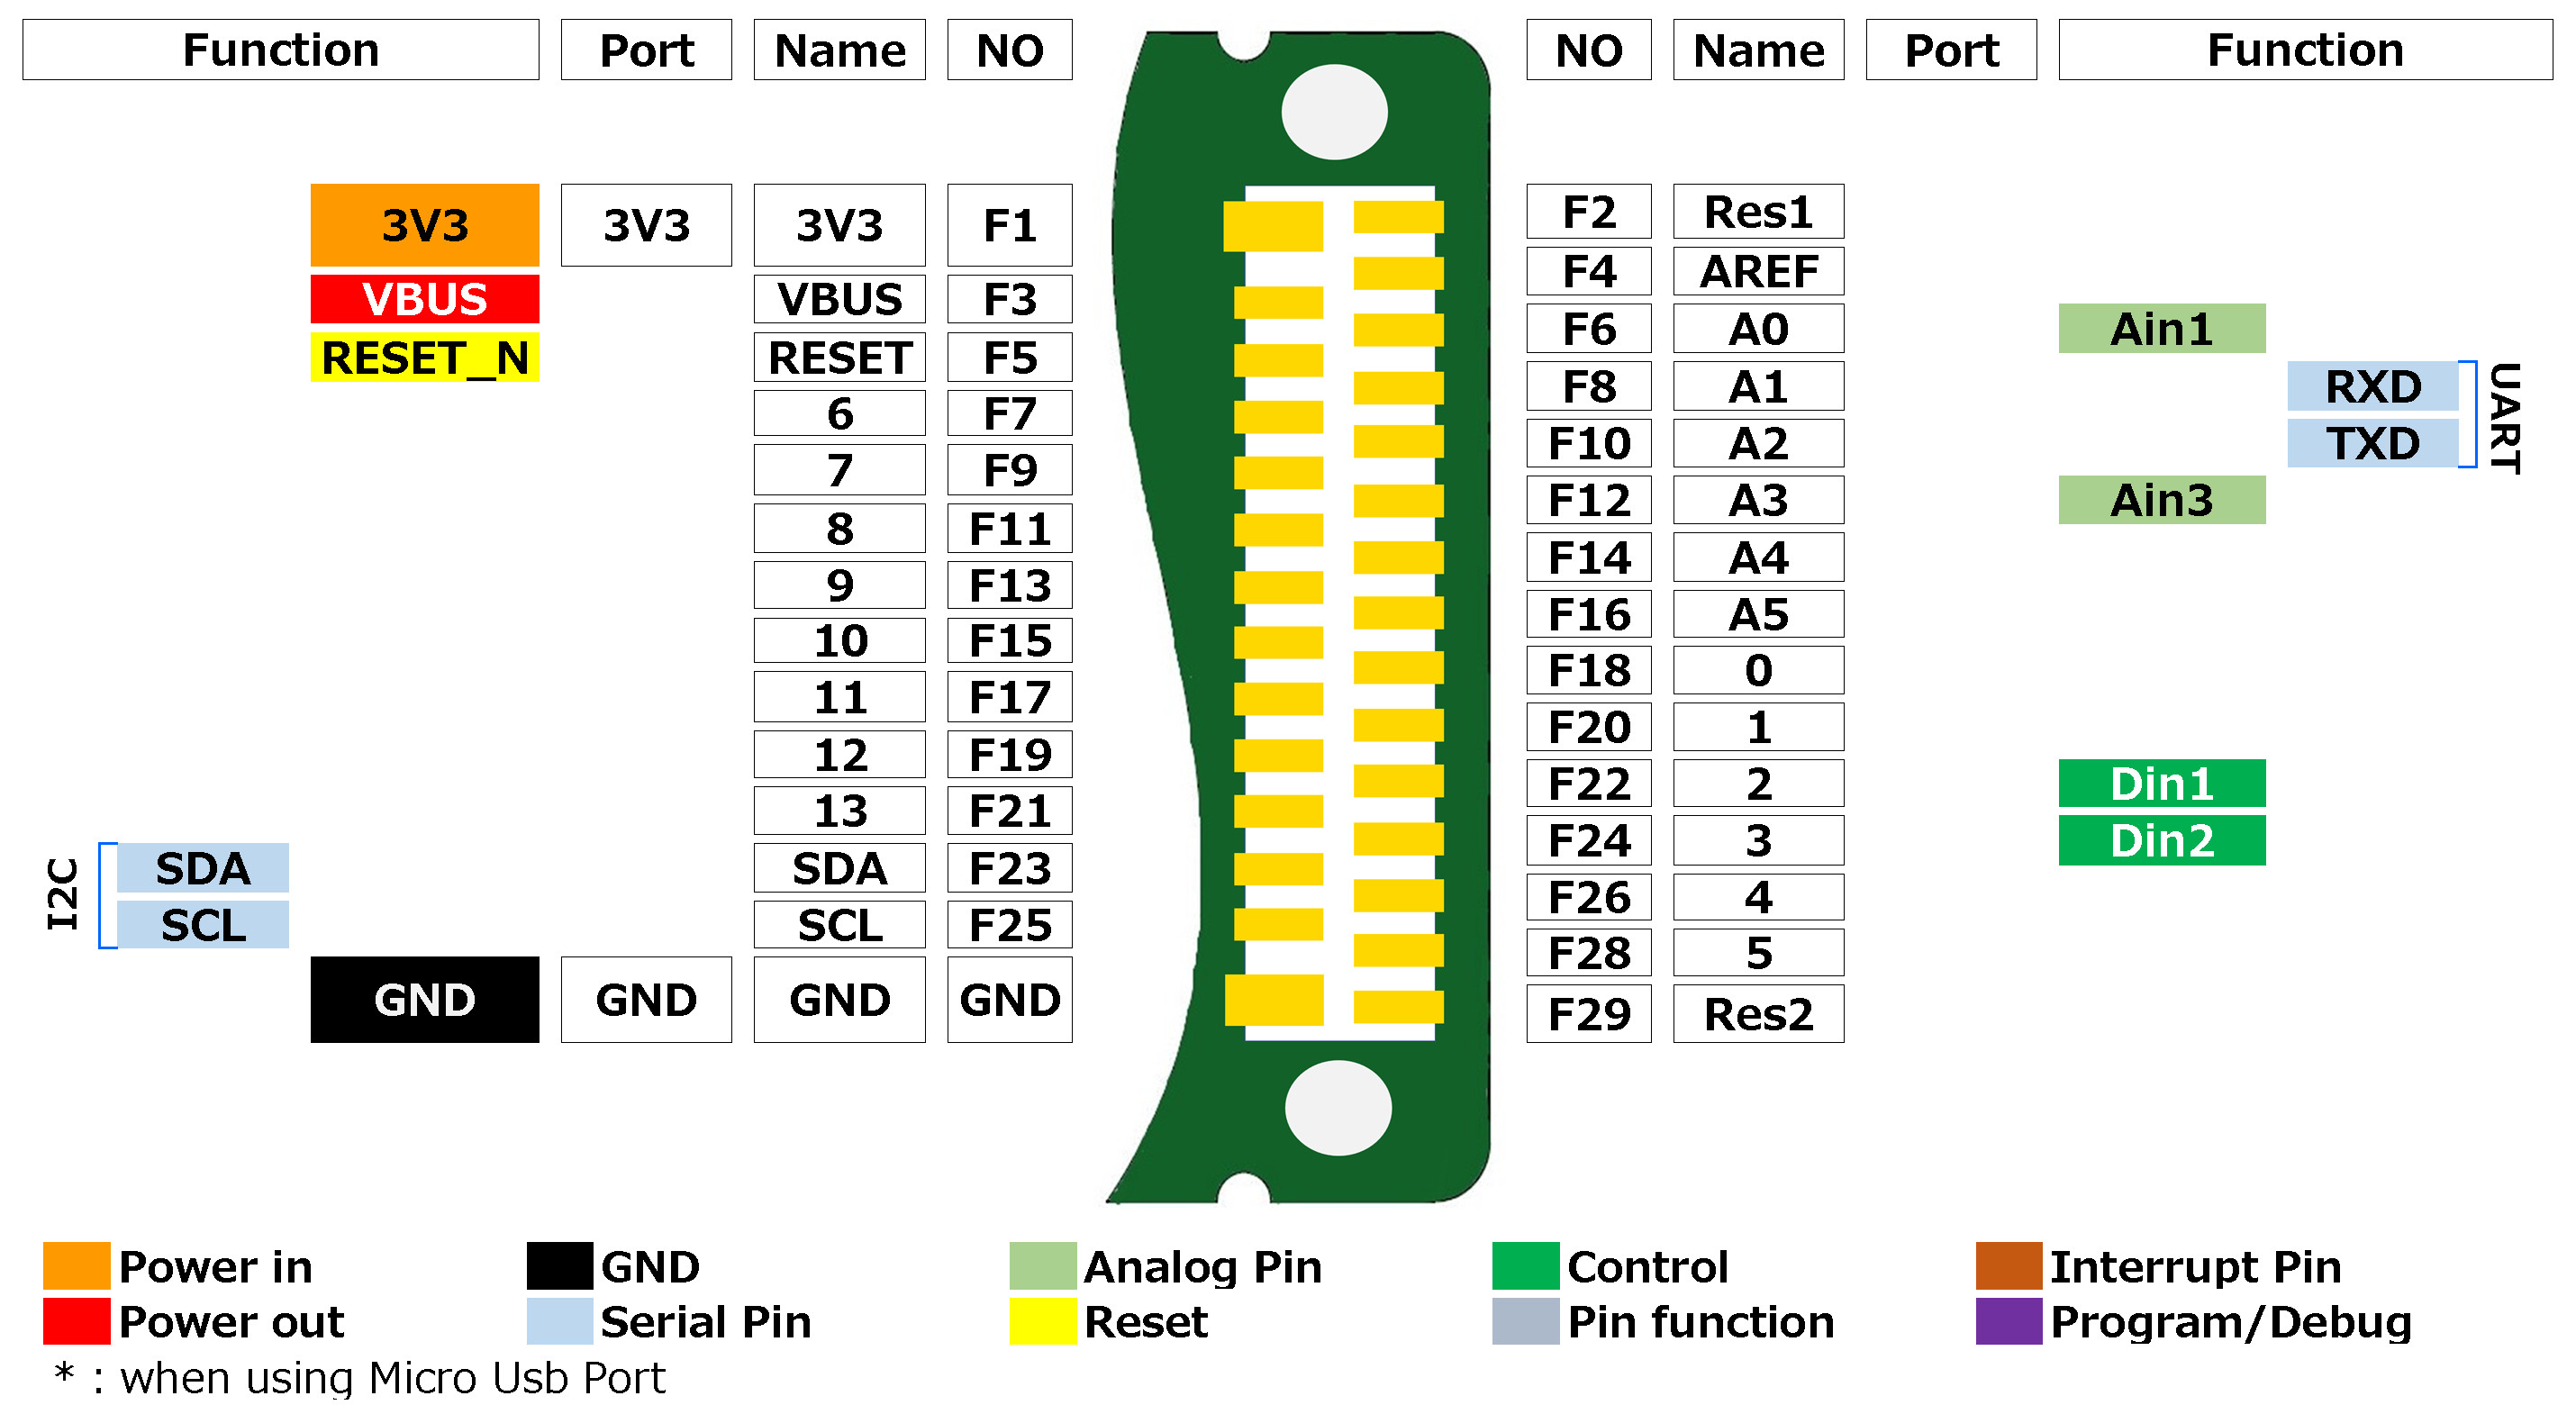 Function Port Name NO NO Name Port Function
3V3 3V3 3V3 F1 F2 Res1
F4 AREF
VBUS VBUS F3
F6 A0 Ain1
RESET_N RESET F5
F8 A1 RXD
UART
6 F7
F10 A2 TXD
7 F9
F12 A3 Ain3
8 F11
F14 A4
9 F13
F16 A5
10 F15
F18 0
11 F17
F20 1
12 F19
F22 2 Din1
13 F21
F24 3 Din2
I2C
SDA SDA F23
F26 4
SCL SCL F25
F28 5
GND GND GND GND
F29 Res2
Power in GND Analog Pin Control Interrupt Pin
Power out Serial Pin Reset Pin function Program/Debug
* : when using Micro Usb Port